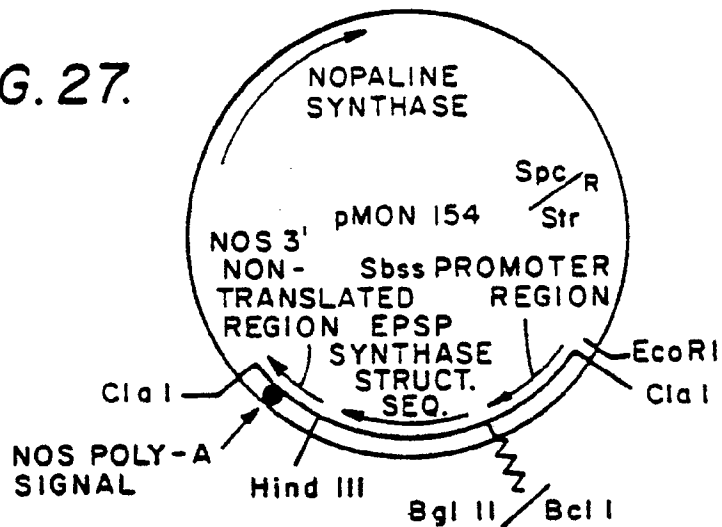 G. 27.
NOPALINE
SYNTHASE
Spc/R
Str
pMON 154
NOS 3'
NON-
TRANSLATED
REGION
Sbss PROMOTER
REGION
EPSP
SYNTHASE
STRUCT.
SEQ.
EcoRI
Cla I
Cla I
NOS POLY-A
SIGNAL
Hind III
Bgl II / Bcl I